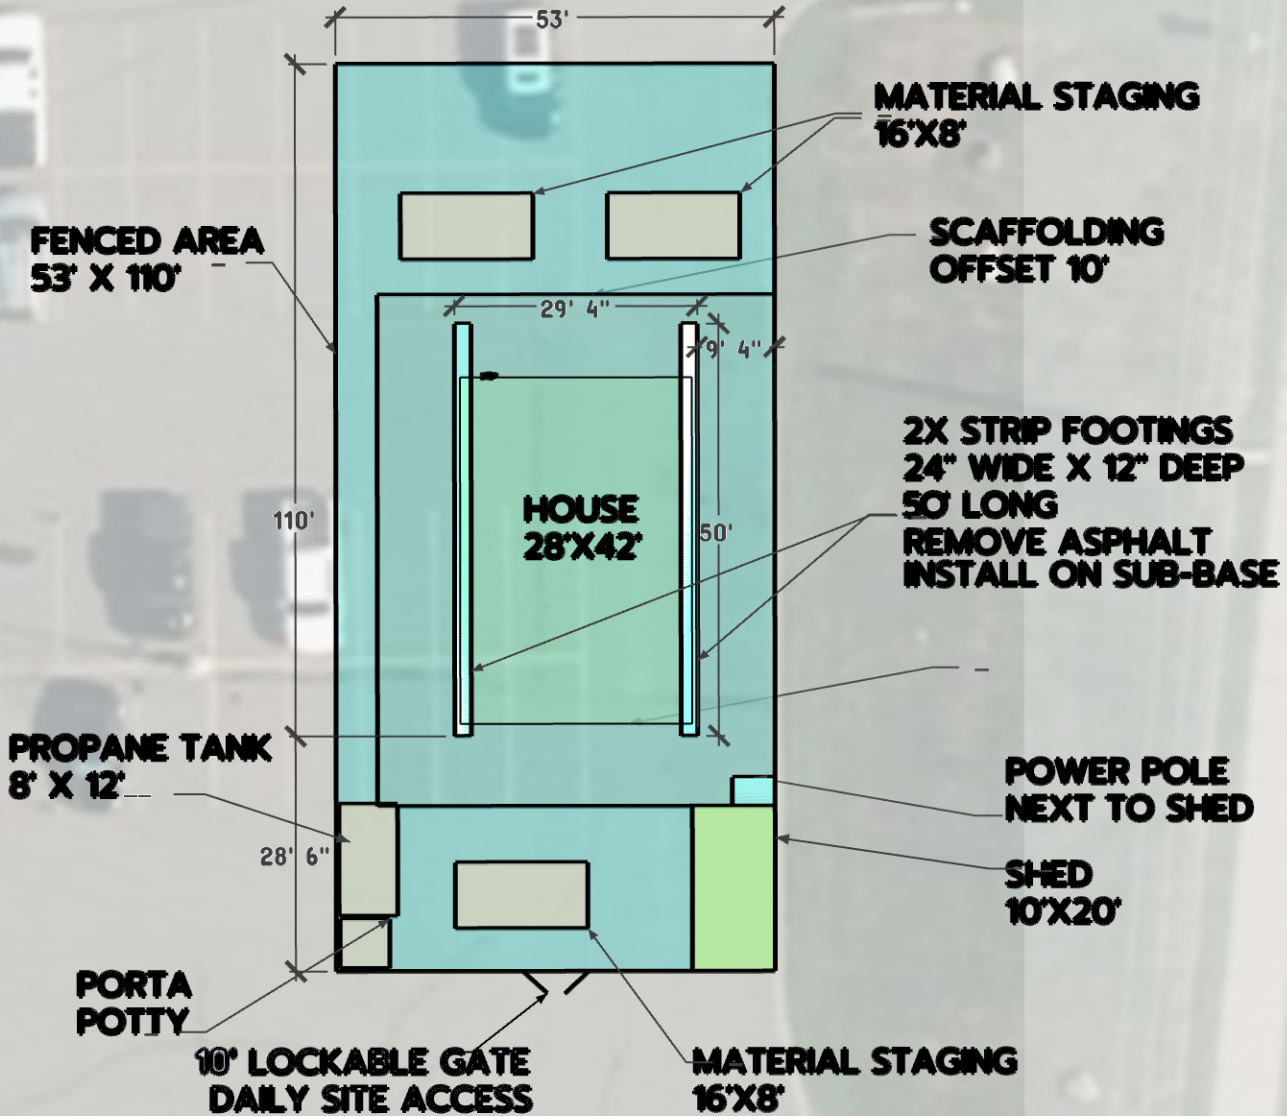 53'
MATERIAL STAGING
16'X8'
FENCED AREA
53' X 110'
SCAFFOLDING
OFFSET 10'
29' 4"
9' 4"
2X STRIP FOOTINGS
24" WIDE X 12" DEEP
50' LONG
REMOVE ASPHALT
INSTALL ON SUB-BASE
HOUSE
28'X42'
110'
50'
PROPANE TANK
8' X 12'
POWER POLE
NEXT TO SHED
28' 6"
SHED
10'X20'
PORTA
POTTY
10' LOCKABLE GATE
DAILY SITE ACCESS
MATERIAL STAGING
16'X8'